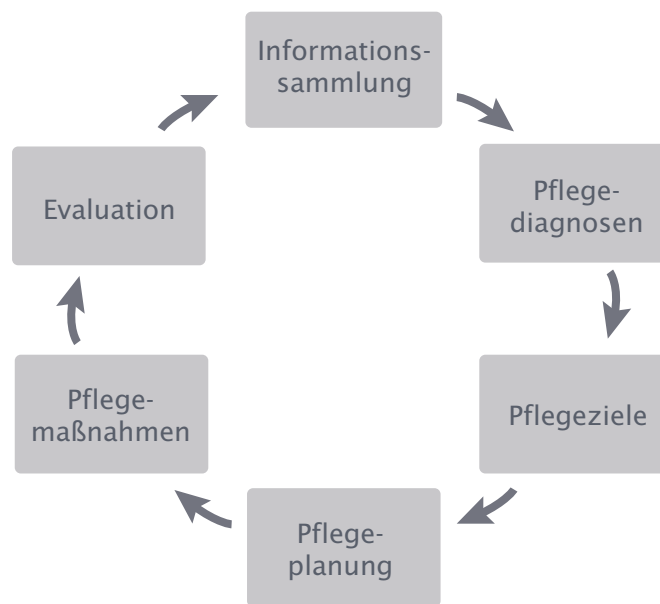 Informations-
sammlung
Pflege-
diagnosen
Pflegeziele
Pflege-
planung
Pflege-
maßnahmen
Evaluation